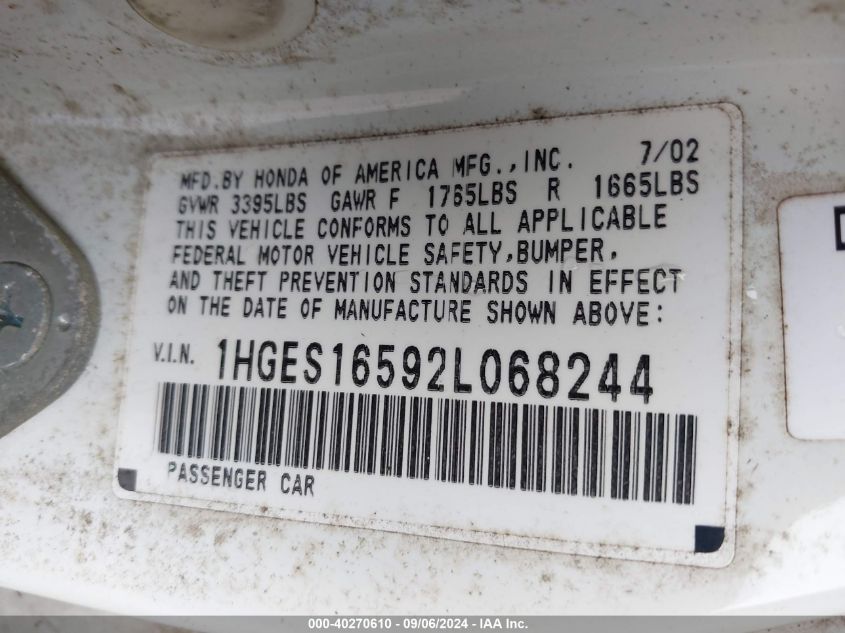 MFD.BY HONDA OF AMERICA MFG.,INC. 7/02
GVWR 3395LBS GAWR F 1765LBS R 1665LBS
THIS VEHICLE CONFORMS TO ALL APPLICABLE
FEDERAL MOTOR VEHICLE SAFETY,BUMPER,
AND THEFT PREVENTION STANDARDS IN EFFECT
ON THE DATE OF MANUFACTURE SHOWN ABOVE:
V.I.N. 1HGES16592L068244
PASSENGER CAR
000-40270610 - 09/06/2024 - IAA Inc.